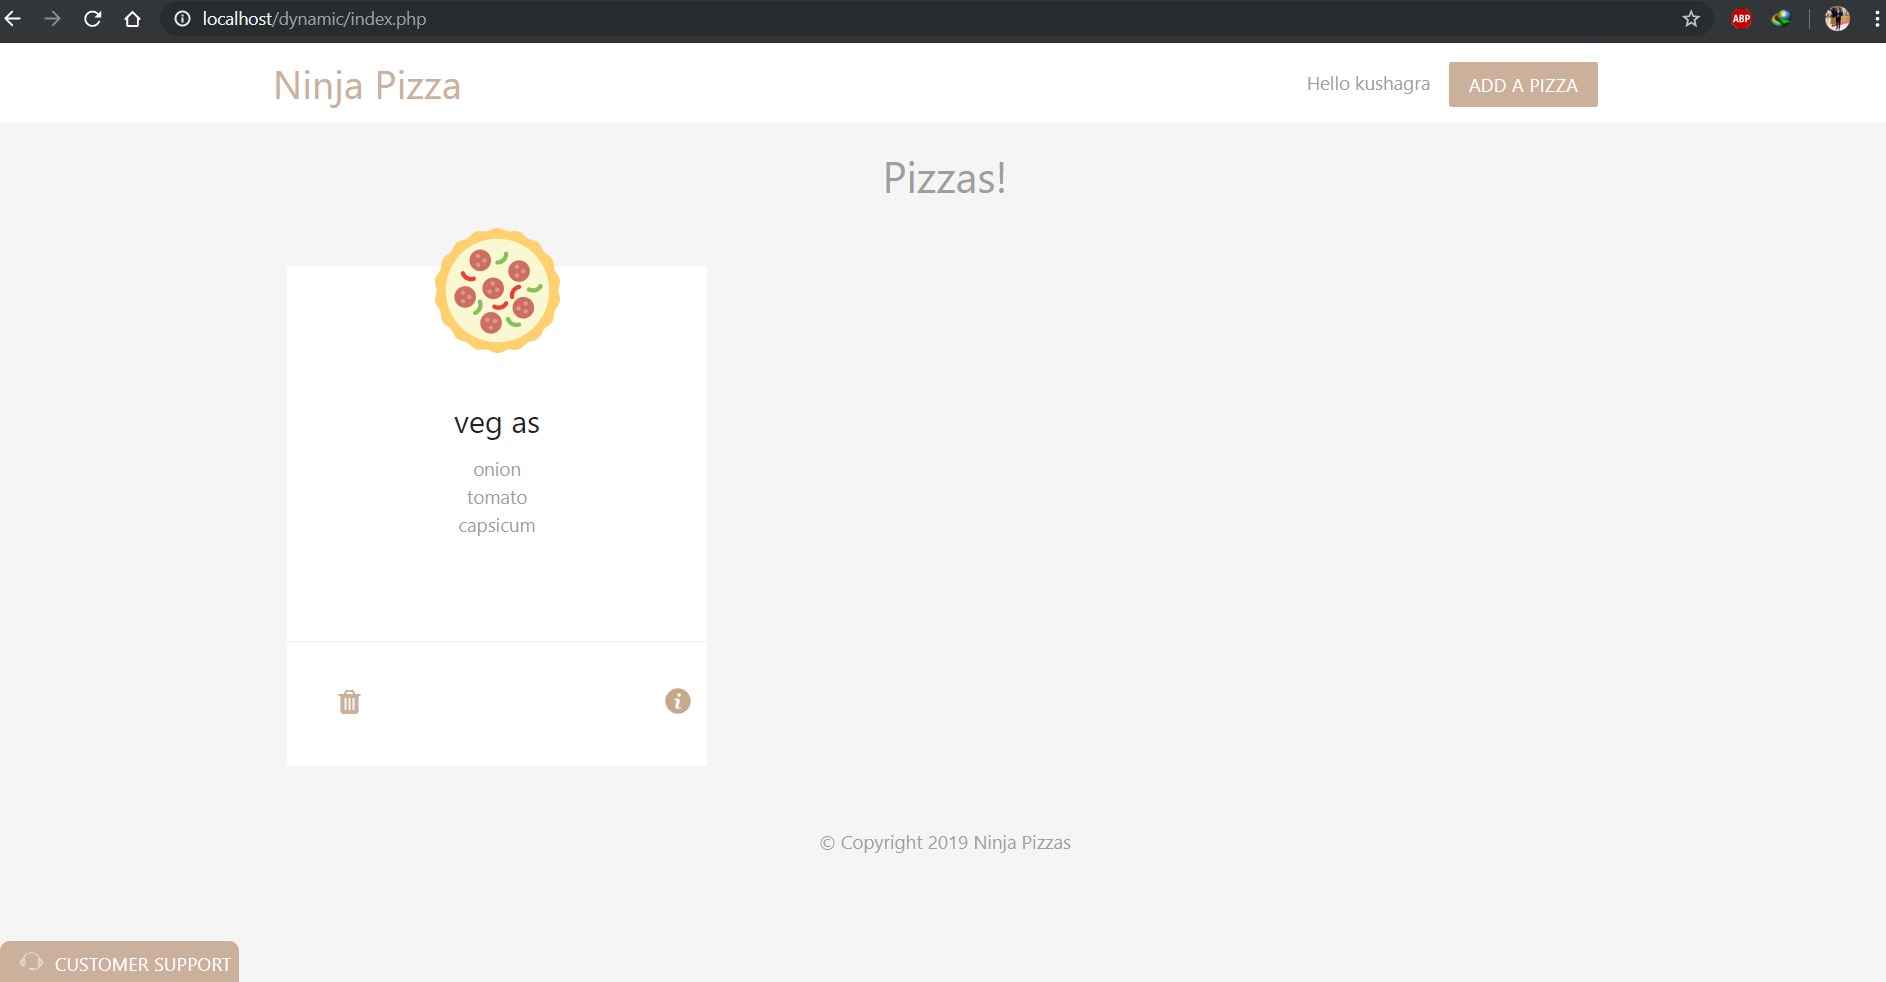 localhost/dynamic/index.php
ABP
Ninja Pizza
Hello kushagra
ADD A PIZZA
Pizzas!
veg as
onion
tomato
capsicum
i
© Copyright 2019 Ninja Pizzas
CUSTOMER SUPPORT